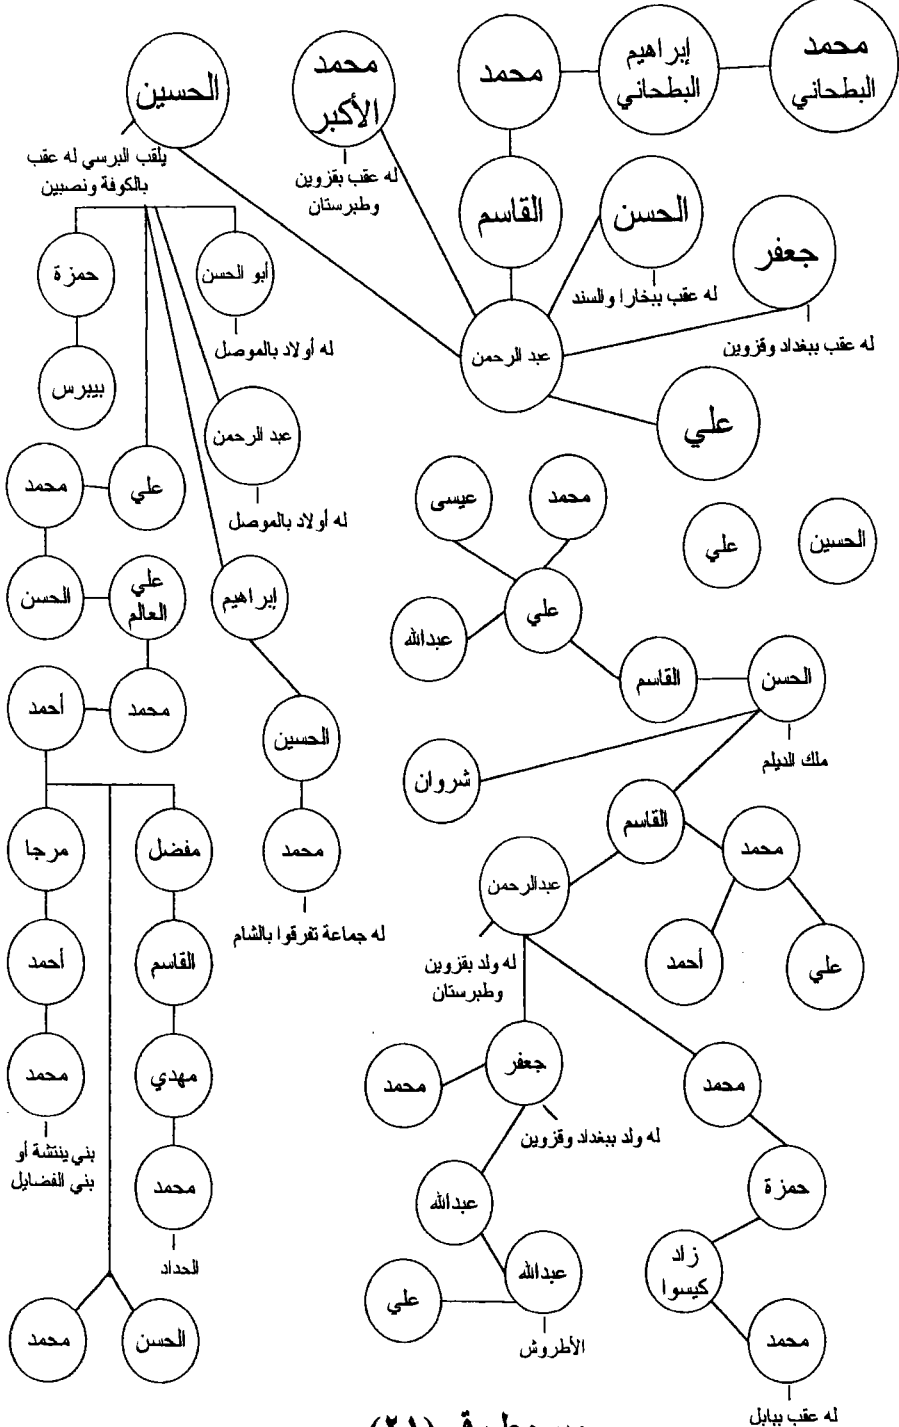 محمد
البطحاني
إبراهيم
البطحاني
محمد
محمد
الأكبر
له عقب بقزوين
وطبرستان
الحسين
يلقب البرسي له عقب
بالكوفة ونصبين
القاسم
الحسن
له عقب ببخارا والسند
جعفر
له عقب ببغداد وقزوين
عبد الرحمن
علي
أبو الحسن
له أولاد بالموصل
حمزة
بيبرس
عبد الرحمن
له أولاد بالموصل
علي
محمد
الحسن
علي
العالم
محمد
أحمد
إبراهيم
الحسين
محمد
له جماعة تفرقوا بالشام
مفضل
مرجا
القاسم
أحمد
مهدي
محمد
بني ينتشة أو
بني الفضايل
محمد
الحداد
الحسن
محمد
الحسين
علي
محمد
عيسى
علي
عبدالله
القاسم
الحسن
ملك الديلم
شروان
القاسم
محمد
علي
أحمد
عبدالرحمن
له ولد بقزوين
وطبرستان
جعفر
له ولد ببغداد وقزوين
محمد
محمد
حمزة
زاد
كيسوا
محمد
له عقب ببابل
عبدالله
عبدالله
الأطروش
علي
(٢١)